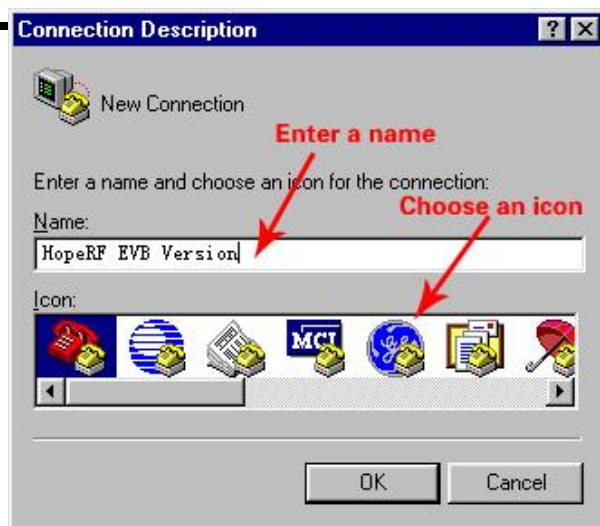 Connection Description
New Connection
Enter a name
Enter a name and choose an icon for the connection:
Choose an icon
Name:
HopeRF EVB Version
Icon:
MCI
OK
Cancel